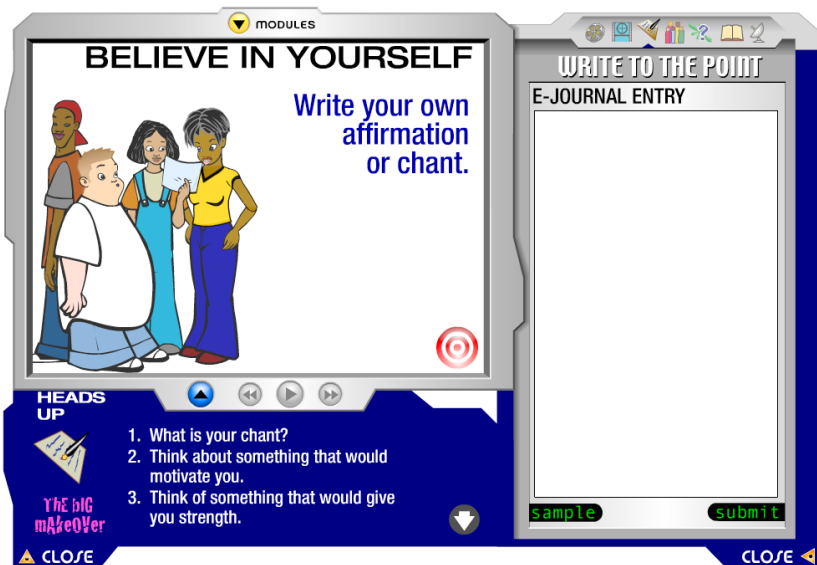 MODULES
BELIEVE IN YOURSELF
Write your own
affirmation
or chant.
WRITE TO THE POINT
E-JOURNAL ENTRY
sample
submit
HEADS
UP
1. What is your chant?
2. Think about something that would
motivate you.
3. Think of something that would give
you strength.
THE bIG
mAkeOVer
CLOSE
CLOSE